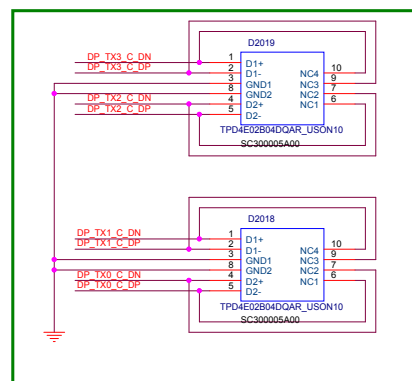 D2019
DP_TX3_C_DN 1 D1+
DP_TX3_C_DP 2 D1- NC4 10
3 GND1 NC3 9
8 GND2 NC2 7
DP_TX2_C_DN 4 D2+ NC1 6
DP_TX2_C_DP 5 D2-
TPD4E02B04DQAR_USON10
SC300005A00
D2018
DP_TX1_C_DN 1 D1+
DP_TX1_C_DP 2 D1- NC4 10
3 GND1 NC3 9
8 GND2 NC2 7
DP_TX0_C_DN 4 D2+ NC1 6
DP_TX0_C_DP 5 D2-
TPD4E02B04DQAR_USON10
SC300005A00